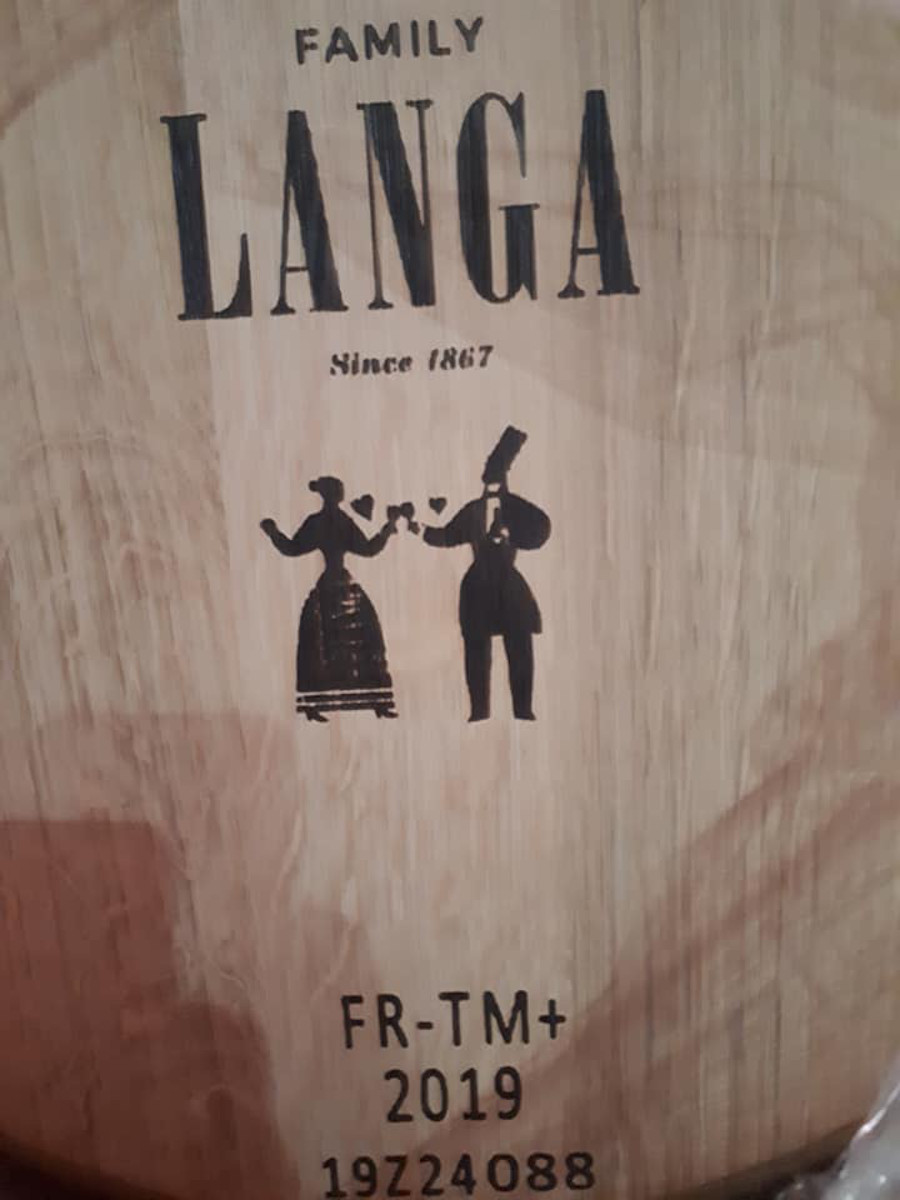 FAMILY
LANGA
Since 1867
FR-TM+
2019
19Z24088